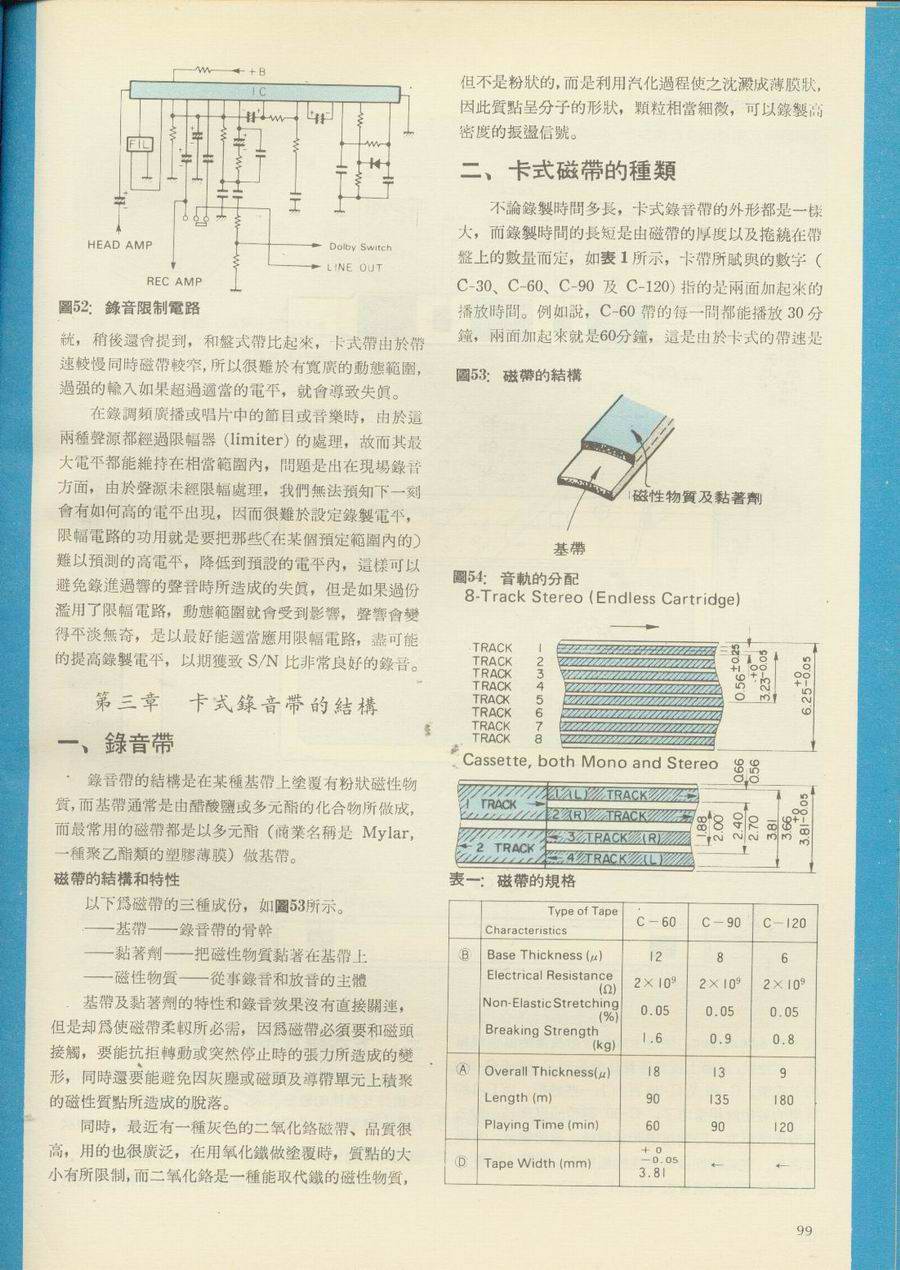 +B
IC
FIL
HEAD AMP
REC AMP
Dolby Switch
LINE OUT
圖52: 錄音限制電路
統，稍後還會提到，和盤式帶比起來，卡式帶由於帶
速較慢同時磁帶較窄,所以很難於有寬廣的動態範圍,
過强的輸入如果超過適當的電平，就會導致失眞。
在錄調頻廣播或唱片中的節目或音樂時，由於這
兩種聲源都經過限幅器 (limiter) 的處理，故而其最
大電平都能維持在相當範圍內，問題是出在現場錄音
方面，由於聲源未經限幅處理，我們無法預知下一刻
會有如何高的電平出現，因而很難於設定錄製電平，
限幅電路的功用就是要把那些(在某個預定範圍內的)
難以預測的高電平，降低到預設的電平內，這樣可以
避免錄進過響的聲音時所造成的失眞，但是如果過份
濫用了限幅電路，動態範圍就會受到影響，聲響會變
得平淡無奇，是以最好能適當應用限幅電路，盡可能
的提高錄製電平，以期獲致 S/N 比非常良好的錄音。
第三章 卡式錄音帶的結構
一、錄音帶
錄音帶的結構是在某種基帶上塗覆有粉狀磁性物
質,而基帶通常是由醋酸鹽或多元酯的化合物所做成,
而最常用的磁帶都是以多元酯 (商業名稱是 Mylar,
一種聚乙酯類的塑膠薄膜) 做基帶。
磁帶的結構和特性
以下爲磁帶的三種成份，如圖53所示。
——基帶——錄音帶的骨幹
——黏著劑——把磁性物質黏著在基帶上
——磁性物質——從事錄音和放音的主體
基帶及黏著劑的特性和錄音效果沒有直接關連，
但是却爲使磁帶柔軔所必需，因爲磁帶必須要和磁頭
接觸，要能抗拒轉動或突然停止時的張力所造成的變
形，同時還要能避免因灰塵或磁頭及導帶單元上積聚
的磁性質點所造成的脫落。
同時，最近有一種灰色的二氧化鉻磁帶、品質很
高，用的也很廣泛，在用氧化鐵做塗覆時，質點的大
小有所限制,而二氧化鉻是一種能取代鐵的磁性物質,
但不是粉狀的,而是利用汽化過程使之沈澱成薄膜狀,
因此質點呈分子的形狀，顆粒相當細微，可以錄製高
密度的振盪信號。
二、卡式磁帶的種類
不論錄製時間多長，卡式錄音帶的外形都是一樣
大，而錄製時間的長短是由磁帶的厚度以及捲繞在帶
盤上的數量而定，如表1所示，卡帶所賦與的數字（
C-30、C-60、C-90 及 C-120) 指的是兩面加起來的
播放時間。例如說，C-60 帶的每一問都能播放 30 分
鐘，兩面加起來就是60分鐘，這是由於卡式的帶速是
圖53: 磁帶的結構
磁性物質及黏著劑
基帶
圖54: 音軌的分配
8-Track Stereo (Endless Cartridge)
TRACK 1
TRACK 2
TRACK 3
TRACK 4
TRACK 5
TRACK 6
TRACK 7
TRACK 8
0.56±0.25
3.23 +0 -0.05
6.25 +0 -0.05
Cassette, both Mono and Stereo
1 TRACK
2 TRACK
1 (L) TRACK
2 (R) TRACK
3 TRACK (R)
4 TRACK (L)
0.66
0.56
1.88
2.00
2.40
2.70
3.81
3.66
3.81 +0 -0.05
表一: 磁帶的規格
Type of Tape
Characteristics
C-60 C-90 C-120
Ⓑ Base Thickness (μ) 12 8 6
Electrical Resistance (Ω) 2×10⁹ 2×10⁹ 2×10⁹
Non-Elastic Stretching (%) 0.05 0.05 0.05
Breaking Strength (kg) 1.6 0.9 0.8
Ⓐ Overall Thickness(μ) 18 13 9
Length (m) 90 135 180
Playing Time (min) 60 90 120
Ⓓ Tape Width (mm) 3.81 +0 -0.05 ← ←
99